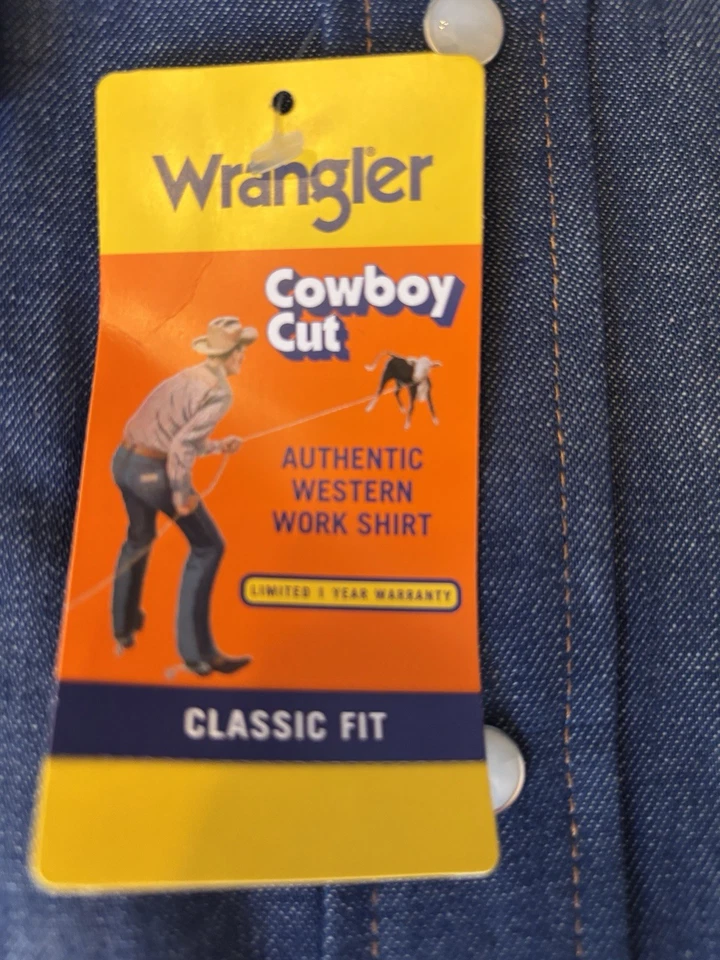 Wrangler®
Cowboy
Cut
AUTHENTIC
WESTERN
WORK SHIRT
LIMITED 1 YEAR WARRANTY
CLASSIC FIT